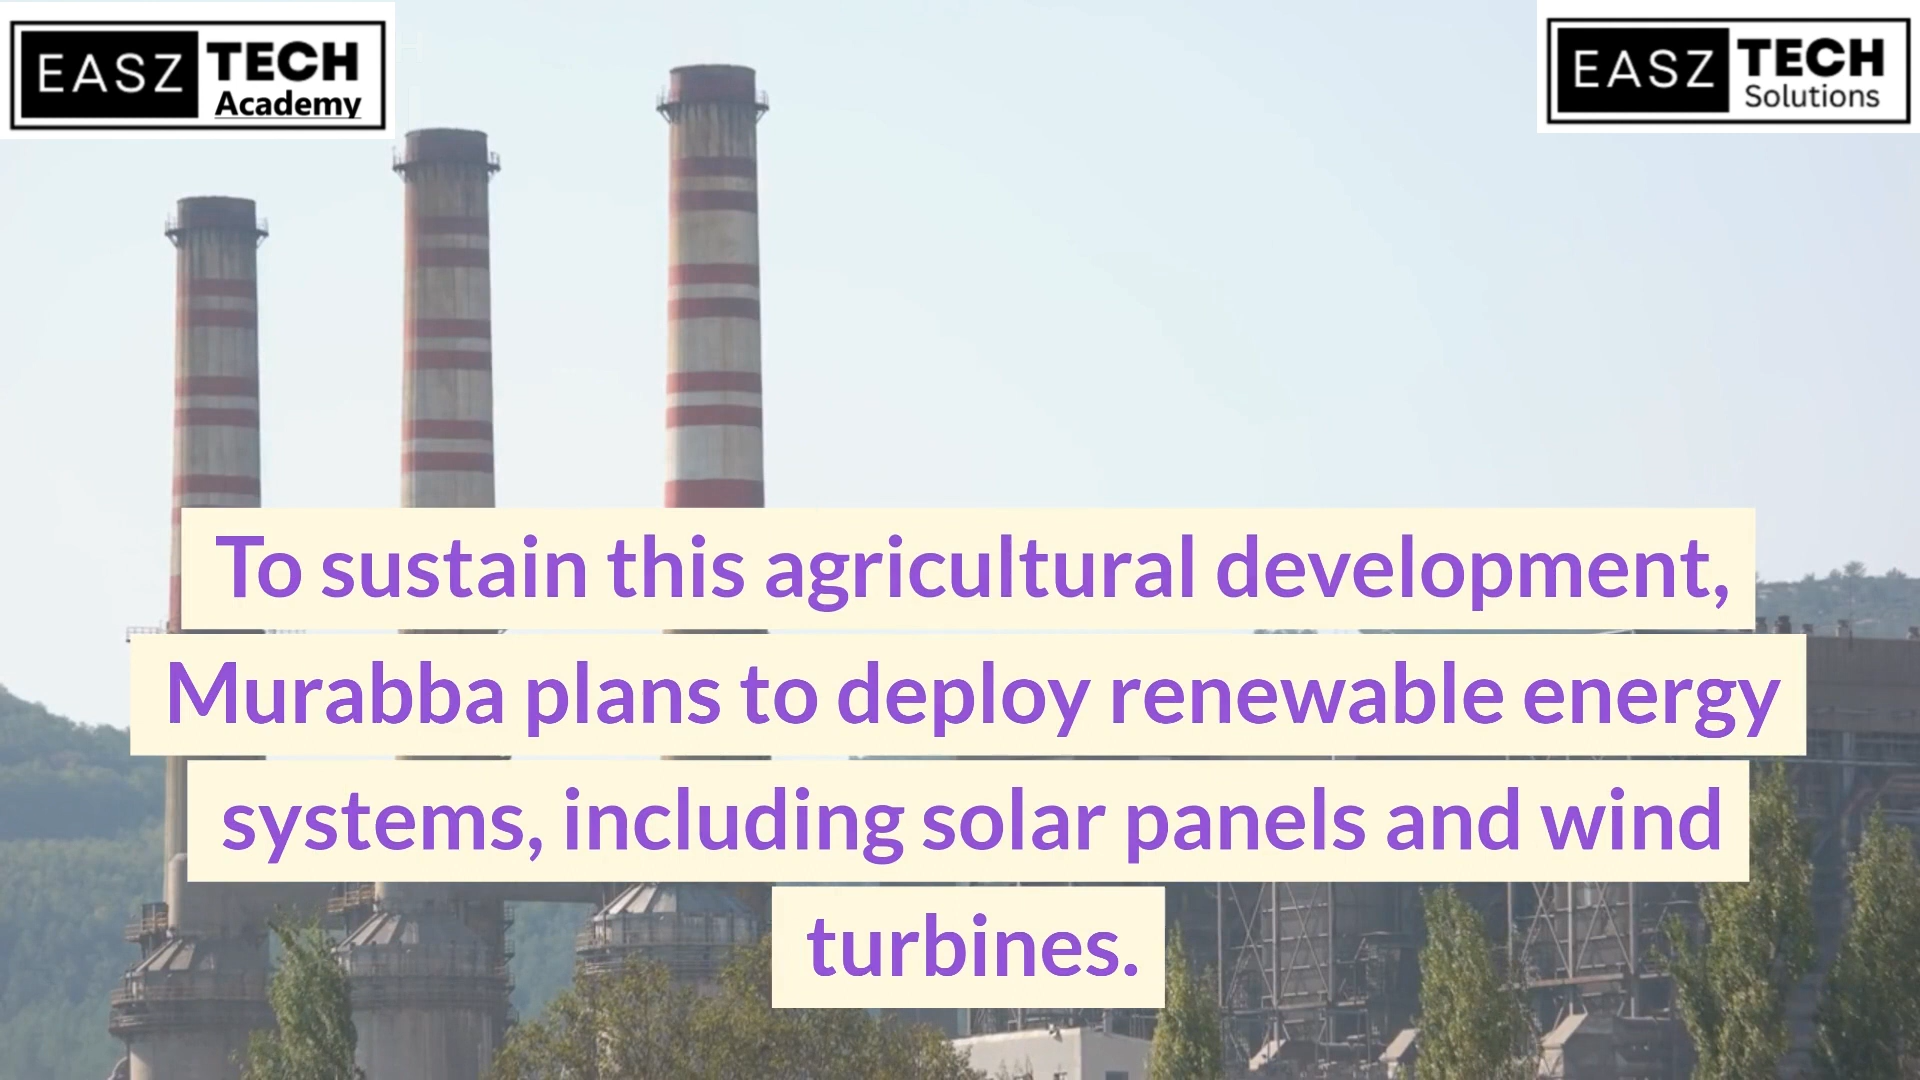 EASZ TECH
Academy
EASZ TECH
Solutions
To sustain this agricultural development,
Murabba plans to deploy renewable energy
systems, including solar panels and wind
turbines.